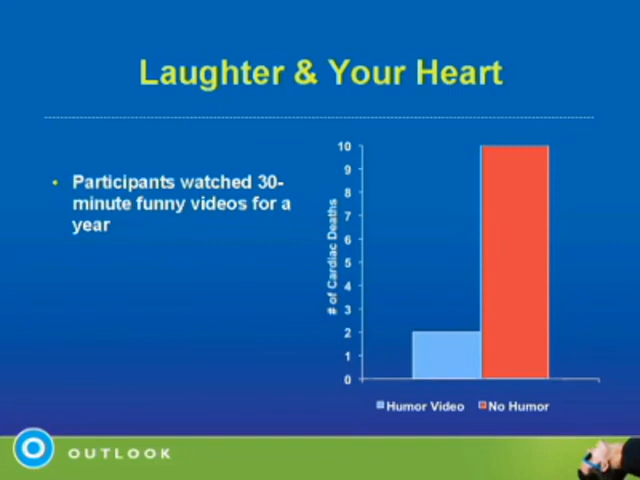 Laughter & Your Heart
• Participants watched 30-
minute funny videos for a
year
# of Cardiac Deaths
10
9
8
7
6
5
4
3
2
1
0
Humor Video No Humor
OUTLOOK